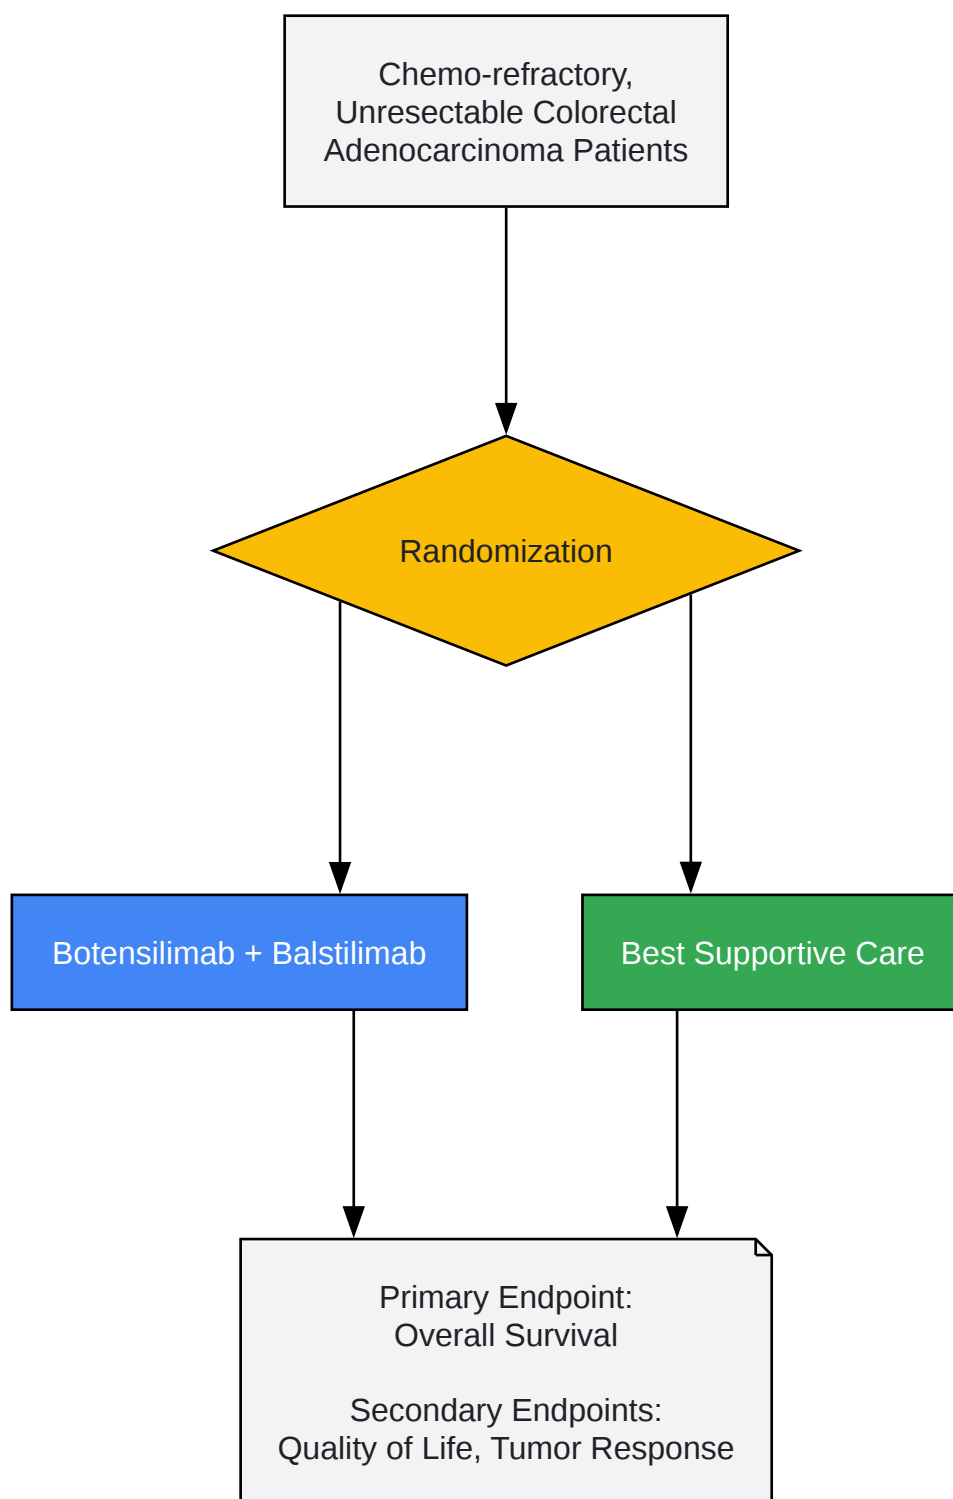 Chemo-refractory,
Unresectable Colorectal
Adenocarcinoma Patients
Randomization
Botensilimab + Balstilimab
Best Supportive Care
Primary Endpoint:
Overall Survival
Secondary Endpoints:
Quality of Life, Tumor Response